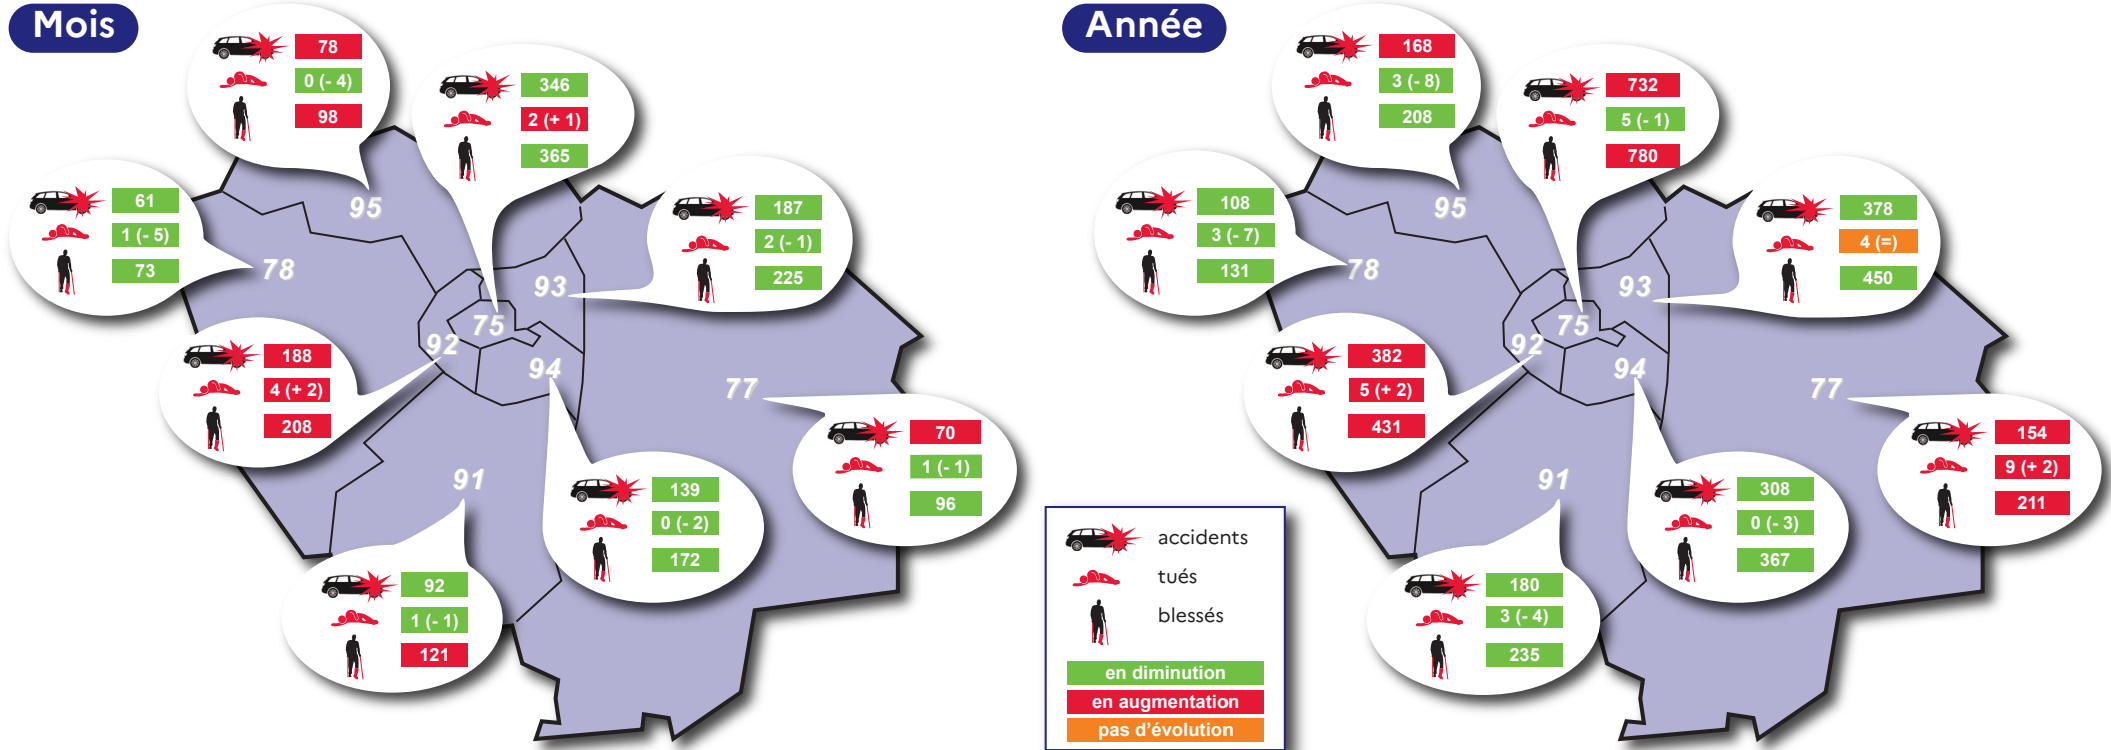 Mois
78
0 (- 4)
98
346
2 (+ 1)
365
61
1 (- 5)
73
187
2 (- 1)
225
188
4 (+ 2)
208
70
1 (- 1)
96
139
0 (- 2)
172
92
1 (- 1)
121
95
78
93
75
92
94
77
91
Année
168
3 (- 8)
208
732
5 (- 1)
780
108
3 (- 7)
131
378
4 (=)
450
382
5 (+ 2)
431
154
9 (+ 2)
211
308
0 (- 3)
367
180
3 (- 4)
235
95
78
93
75
92
94
77
91
accidents
tués
blessés
en diminution
en augmentation
pas d'évolution